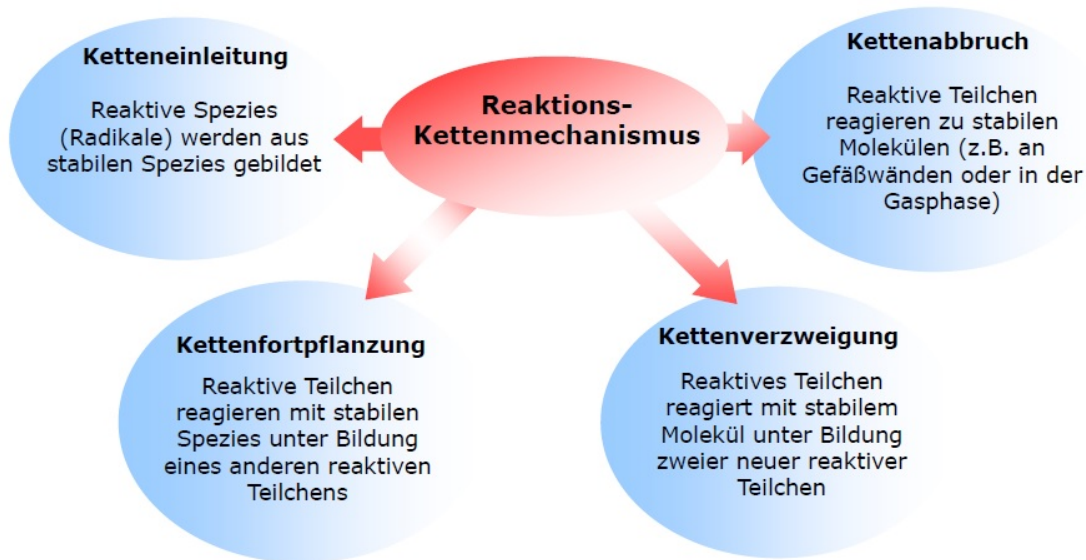 Ketteneinleitung
Reaktive Spezies
(Radikale) werden aus
stabilen Spezies gebildet
Reaktions-
Kettenmechanismus
Kettenabbruch
Reaktive Teilchen
reagieren zu stabilen
Molekülen (z.B. an
Gefäßwänden oder in der
Gasphase)
Kettenfortpflanzung
Reaktive Teilchen
reagieren mit stabilen
Spezies unter Bildung
eines anderen reaktiven
Teilchens
Kettenverzweigung
Reaktives Teilchen
reagiert mit stabilem
Molekül unter Bildung
zweier neuer reaktiver
Teilchen